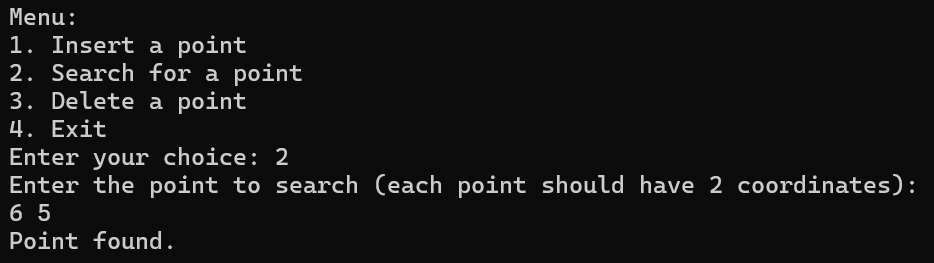 Menu:
1. Insert a point
2. Search for a point
3. Delete a point
4. Exit
Enter your choice: 2
Enter the point to search (each point should have 2 coordinates):
6 5
Point found.